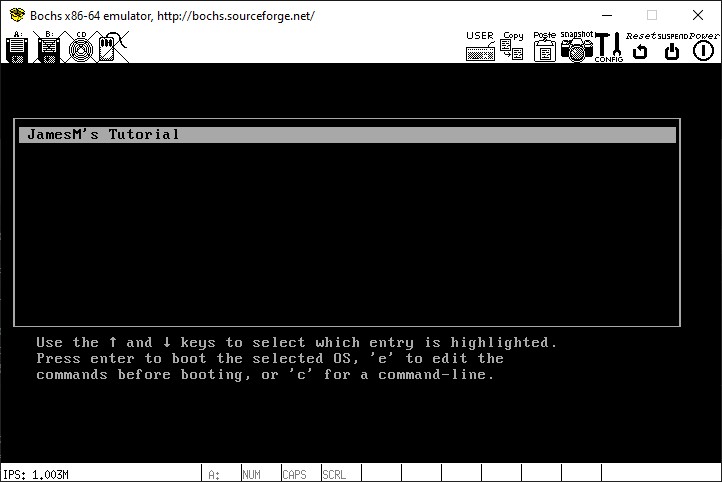 Bochs x86-64 emulator, http://bochs.sourceforge.net/
A: B: CD USER Copy Paste snapshot CONFIG Reset SUSPEND Power
JamesM's Tutorial
Use the ↑ and ↓ keys to select which entry is highlighted.
Press enter to boot the selected OS, 'e' to edit the
commands before booting, or 'c' for a command-line.
IPS: 1.003M A: NUM CAPS SCRL